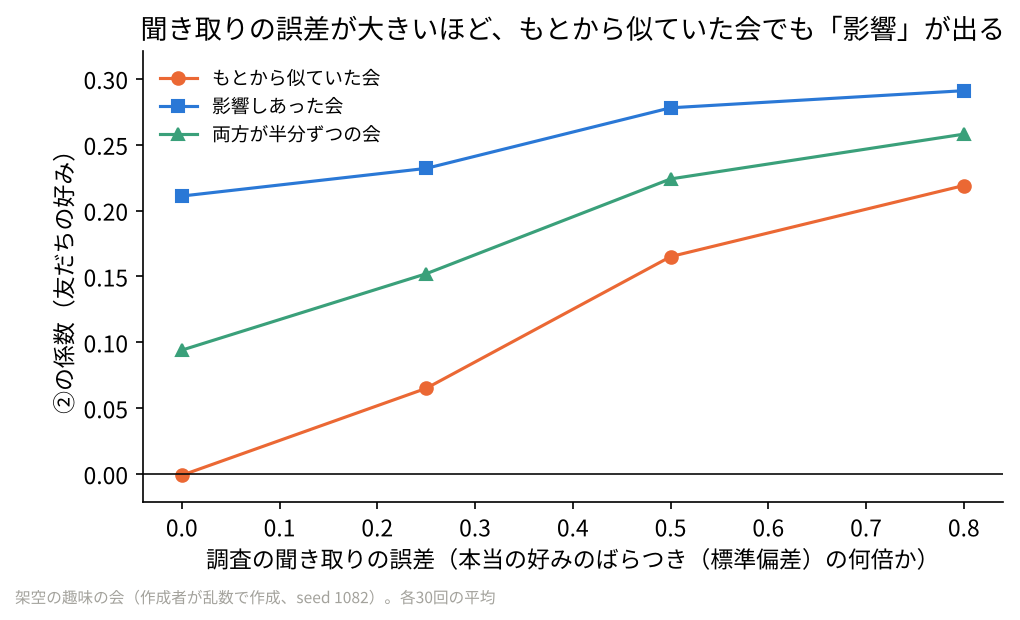 聞き取りの誤差が大きいほど、もとから似ていた会でも「影響」が出る
もとから似ていた会
影響しあった会
両方が半分ずつの会
②の係数（友だちの好み）
0.30
0.25
0.20
0.15
0.10
0.05
0.00
0.0 0.1 0.2 0.3 0.4 0.5 0.6 0.7 0.8
調査の聞き取りの誤差（本当の好みのばらつき（標準偏差）の何倍か）
架空の趣味の会（作成者が乱数で作成、seed 1082）。各30回の平均